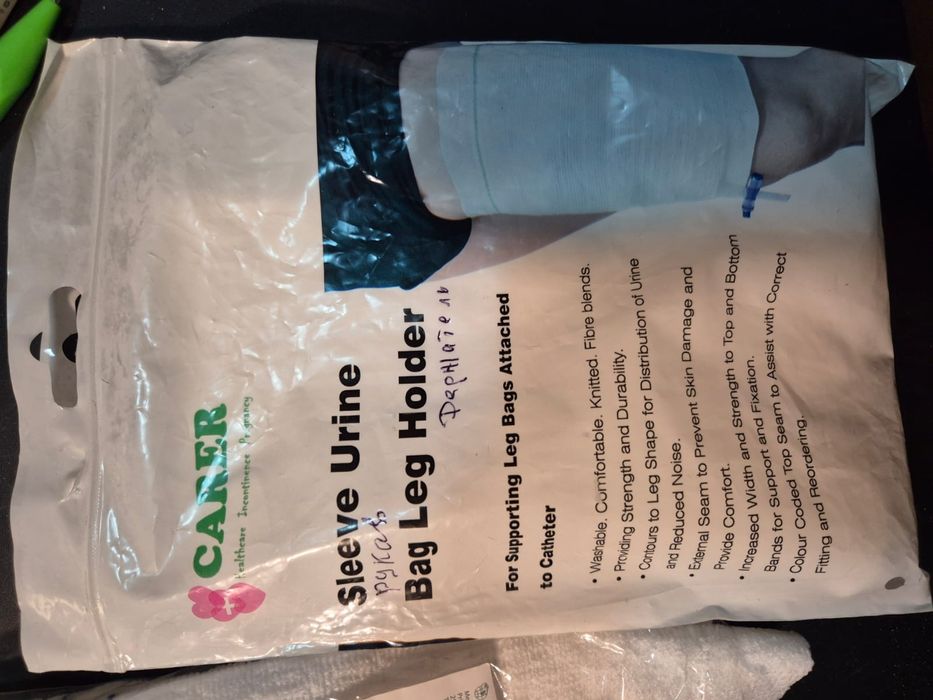 CARER
Healthcare Incontinence Pregnancy
Sleeve Urine
рукав
Bag Leg Holder
For Supporting Leg Bags Attached
to Catheter
• Washable. Comfortable. Knitted. Fibre blends.
• Providing Strength and Durability.
• Contours to Leg Shape for Distribution of Urine
and Reduced Noise.
• External Seam to Prevent Skin Damage and
Provide Comfort.
• Increased Width and Strength to Top and Bottom
Bands for Support and Fixation.
• Colour Coded Top Seam to Assist with Correct
Fitting and Reordering.